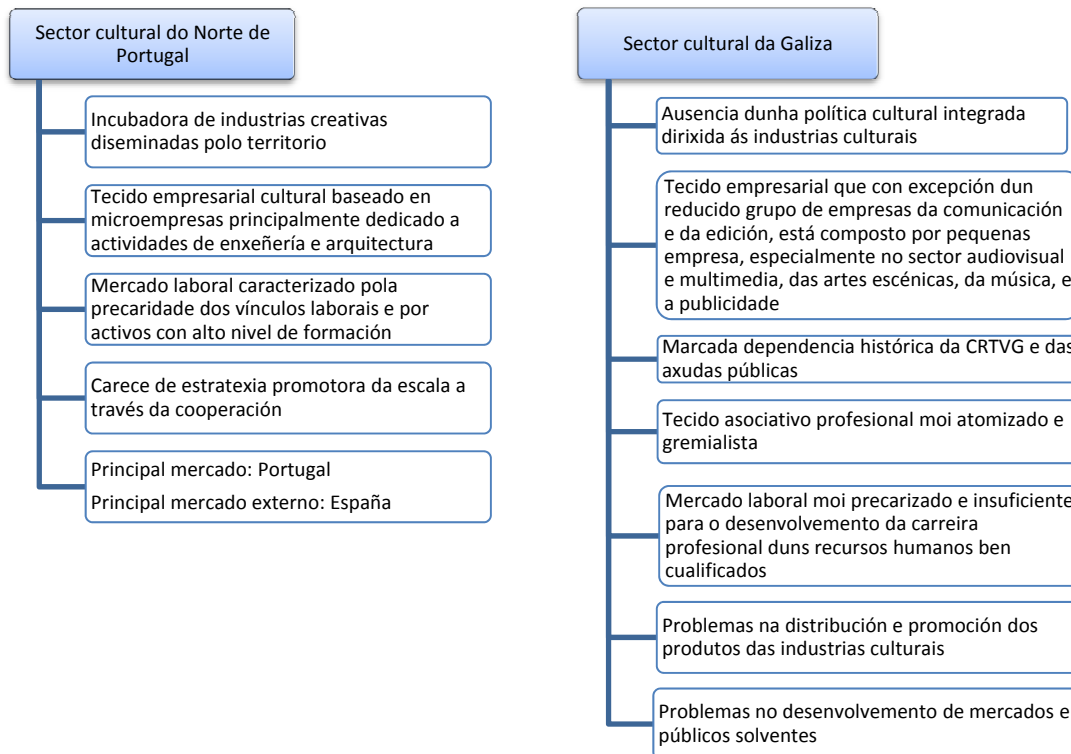 Sector cultural do Norte de
Portugal
Incubadora de industrias creativas
diseminadas polo territorio
Tecido empresarial cultural baseado en
microempresas principalmente dedicado a
actividades de enxeñería e arquitectura
Mercado laboral caracterizado pola
precaridade dos vínculos laborais e por
activos con alto nivel de formación
Carece de estratexia promotora da escala a
través da cooperación
Principal mercado: Portugal
Principal mercado externo: España
Sector cultural da Galiza
Ausencia dunha política cultural integrada
dirixida ás industrias culturais
Tecido empresarial que con excepción dun
reducido grupo de empresas da comunicación
e da edición, está composto por pequenas
empresa, especialmente no sector audiovisual
e multimedia, das artes escénicas, da música, e
a publicidade
Marcada dependencia histórica da CRTVG e das
axudas públicas
Tecido asociativo profesional moi atomizado e
gremialista
Mercado laboral moi precarizado e insuficiente
para o desenvolvemento da carreira
profesional duns recursos humanos ben
cualificados
Problemas na distribución e promoción dos
produtos das industrias culturais
Problemas no desenvolvemento de mercados e
públicos solventes